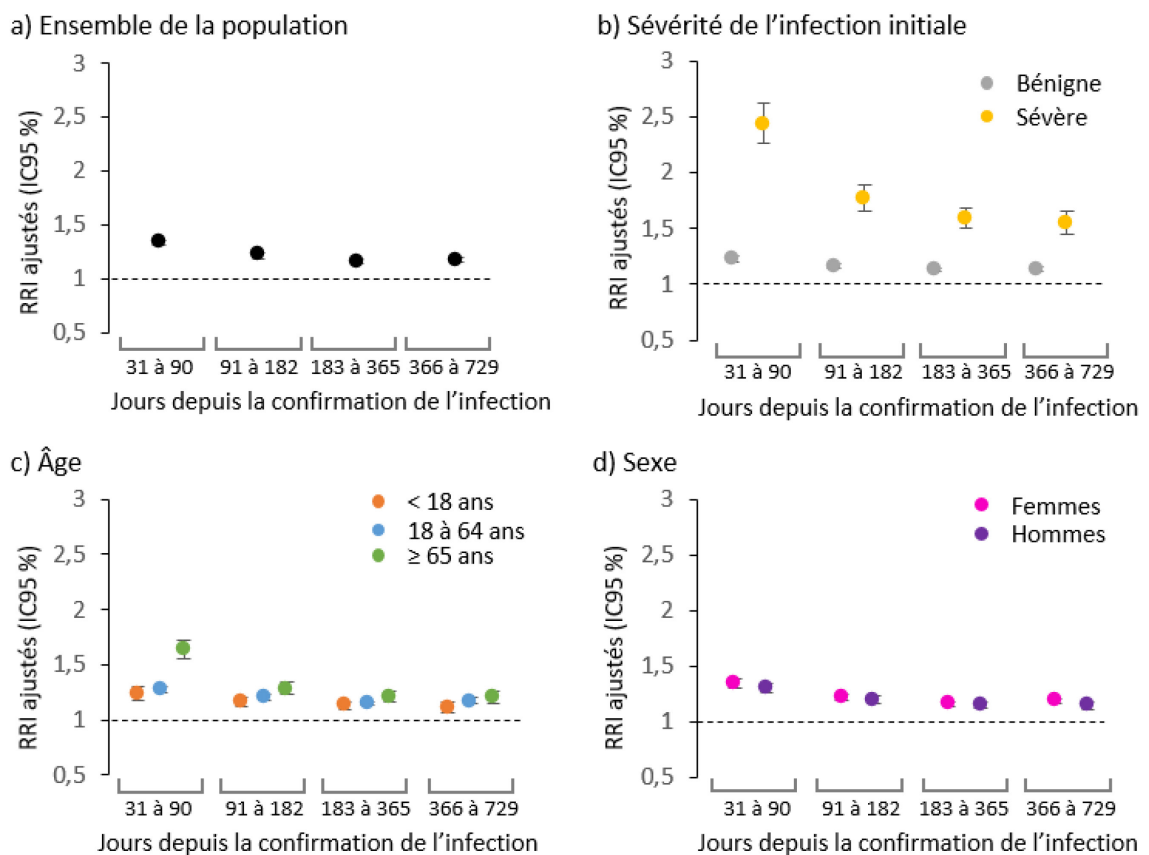 a) Ensemble de la population
3
2,5
2
1,5
1
0,5
RRI ajustés (IC95 %)
31 à 90
91 à 182
183 à 365
366 à 729
Jours depuis la confirmation de l’infection
b) Sévérité de l’infection initiale
Bénigne
Sévère
3
2,5
2
1,5
1
0,5
RRI ajustés (IC95 %)
31 à 90
91 à 182
183 à 365
366 à 729
Jours depuis la confirmation de l’infection
c) Âge
< 18 ans
18 à 64 ans
≥ 65 ans
3
2,5
2
1,5
1
0,5
RRI ajustés (IC95 %)
31 à 90
91 à 182
183 à 365
366 à 729
Jours depuis la confirmation de l’infection
d) Sexe
Femmes
Hommes
3
2,5
2
1,5
1
0,5
RRI ajustés (IC95 %)
31 à 90
91 à 182
183 à 365
366 à 729
Jours depuis la confirmation de l’infection